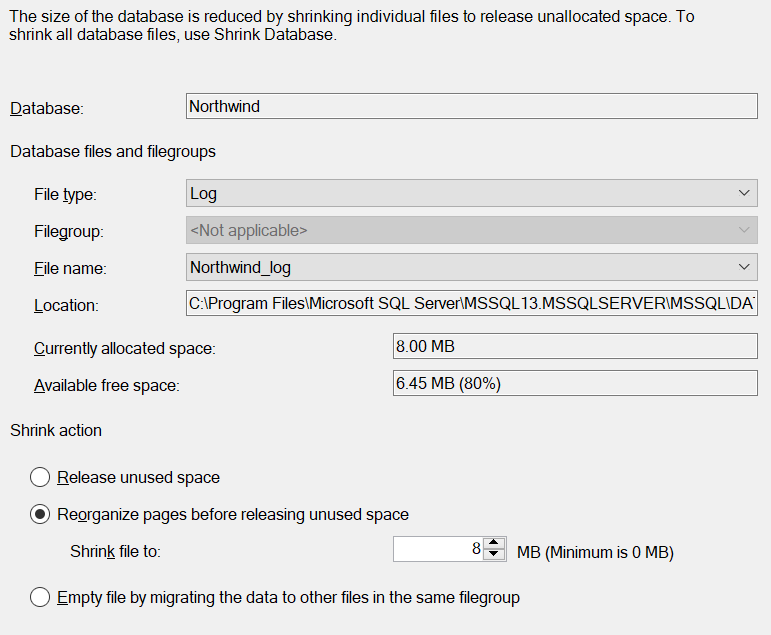 The size of the database is reduced by shrinking individual files to release unallocated space. To
shrink all database files, use Shrink Database.
Database: Northwind
Database files and filegroups
File type: Log
Filegroup: <Not applicable>
File name: Northwind_log
Location: C:\Program Files\Microsoft SQL Server\MSSQL13.MSSQLSERVER\MSSQL\DA
Currently allocated space: 8.00 MB
Available free space: 6.45 MB (80%)
Shrink action
Release unused space
Reorganize pages before releasing unused space
Shrink file to: 8 MB (Minimum is 0 MB)
Empty file by migrating the data to other files in the same filegroup